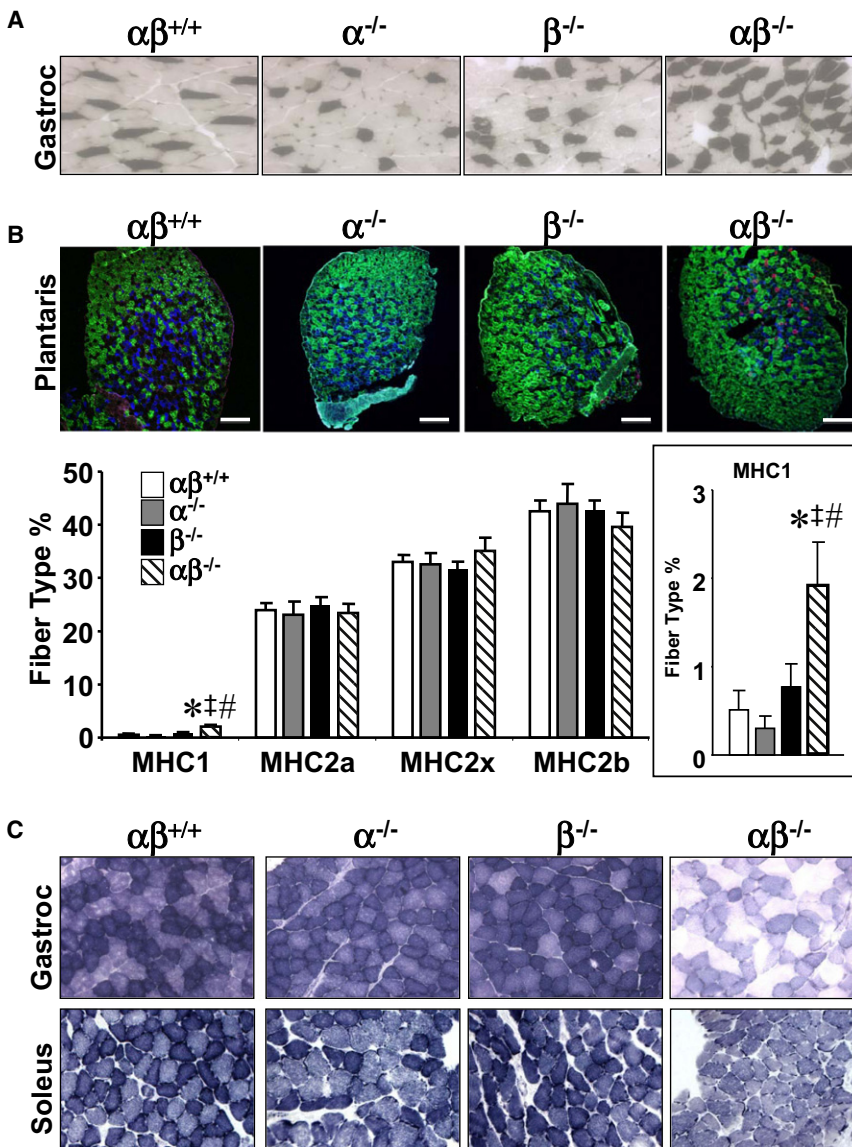 A
αβ+/+ α-/- β-/- αβ-/-
Gastroc
B
αβ+/+ α-/- β-/- αβ-/-
Plantaris
Fiber Type %
50
40
30
20
10
0
αβ+/+
α-/-
β-/-
αβ-/-
*‡#
MHC1 MHC2a MHC2x MHC2b
MHC1
Fiber Type %
3
2
1
0
*‡#
C
αβ+/+ α-/- β-/- αβ-/-
Gastroc
Soleus